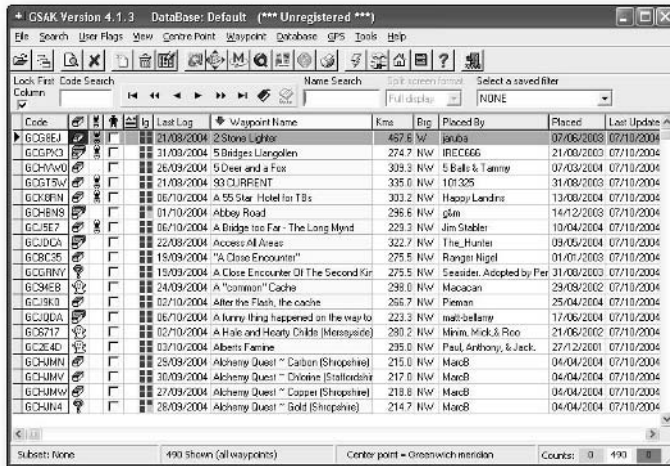 GSAK Version 4.1.3 DataBase: Default (*** Unregistered ***)
File Search User Flags View Centre Point Waypoint Database GPS Tools Help
Lock First Column Code Search Name Search Split screen format Select a saved filter
Full display NONE
Code Ig Last Log Waypoint Name Kms Brg Placed By Placed Last Update
GCG8EJ 21/08/2004 2 Stone Lighter 467.6 W jaruba 07/06/2003 07/10/2004
GCGPX3 31/08/2004 5 Bridges Llangollen 274.7 NW IREC666 21/08/2003 07/10/2004
GCHVW0 26/09/2004 5 Deer and a Fox 309.3 NW 5 Balls & Tammy 07/03/2004 07/10/2004
GCGT5W 21/08/2004 93 CURRENT 335.0 NW 101325 31/08/2003 07/10/2004
GCK8RN 06/10/2004 A 55 Star Hotel for TBs 303.2 NW Happy Landins 13/08/2004 07/10/2004
GCHBN9 01/10/2004 Abbey Road 296.6 NW g&m 14/12/2003 07/10/2004
GCJ5E7 06/10/2004 A Bridge too Far - The Long Mynd 229.3 NW Jim Stabler 10/04/2004 07/10/2004
GCJDCA 22/08/2004 Access All Areas 322.7 NW The_Hunter 09/05/2004 07/10/2004
GC8C35 19/09/2004 "A Close Encounter" 275.5 NW Ranger Nigel 01/01/2003 07/10/2004
GCGRNY 19/09/2004 A Close Encounter Of The Second Kin 275.5 NW Seasider. Adopted by Per 31/08/2003 07/10/2004
GC94EB 24/09/2004 A "common" Cache 298.0 NW Macacan 29/09/2002 07/10/2004
GCJ9K0 02/10/2004 After the Flash, the cache 266.7 NW Pieman 25/04/2004 07/10/2004
GCJQDA 06/10/2004 A funny thing happened on the way to 223.3 NW matt-bellamy 17/06/2004 07/10/2004
GC6717 02/10/2004 A Hale and Hearty Childe (Merseyside) 280.2 NW Minim, Mick,& Roo 21/06/2002 07/10/2004
GC2E4D 03/10/2004 Alberts Famine 295.0 NW Paul, Anthony, & Jack. 27/12/2001 07/10/2004
GCHJMN 29/09/2004 Alchemy Quest ~ Carbon (Shropshire) 215.0 NW MarcB 04/04/2004 07/10/2004
GCHJMV 30/09/2004 Alchemy Quest ~ Chlorine (Staffordshir 217.0 NW MarcB 04/04/2004 07/10/2004
GCHJMW 27/09/2004 Alchemy Quest ~ Copper (Shropshire) 218.8 NW MarcB 04/04/2004 07/10/2004
GCHJN4 28/09/2004 Alchemy Quest ~ Gold (Shropshire) 214.7 NW MarcB 04/04/2004 07/10/2004
Subset: None 490 Shown (all waypoints) Center point = Greenwich meridian Counts: 0 490 0